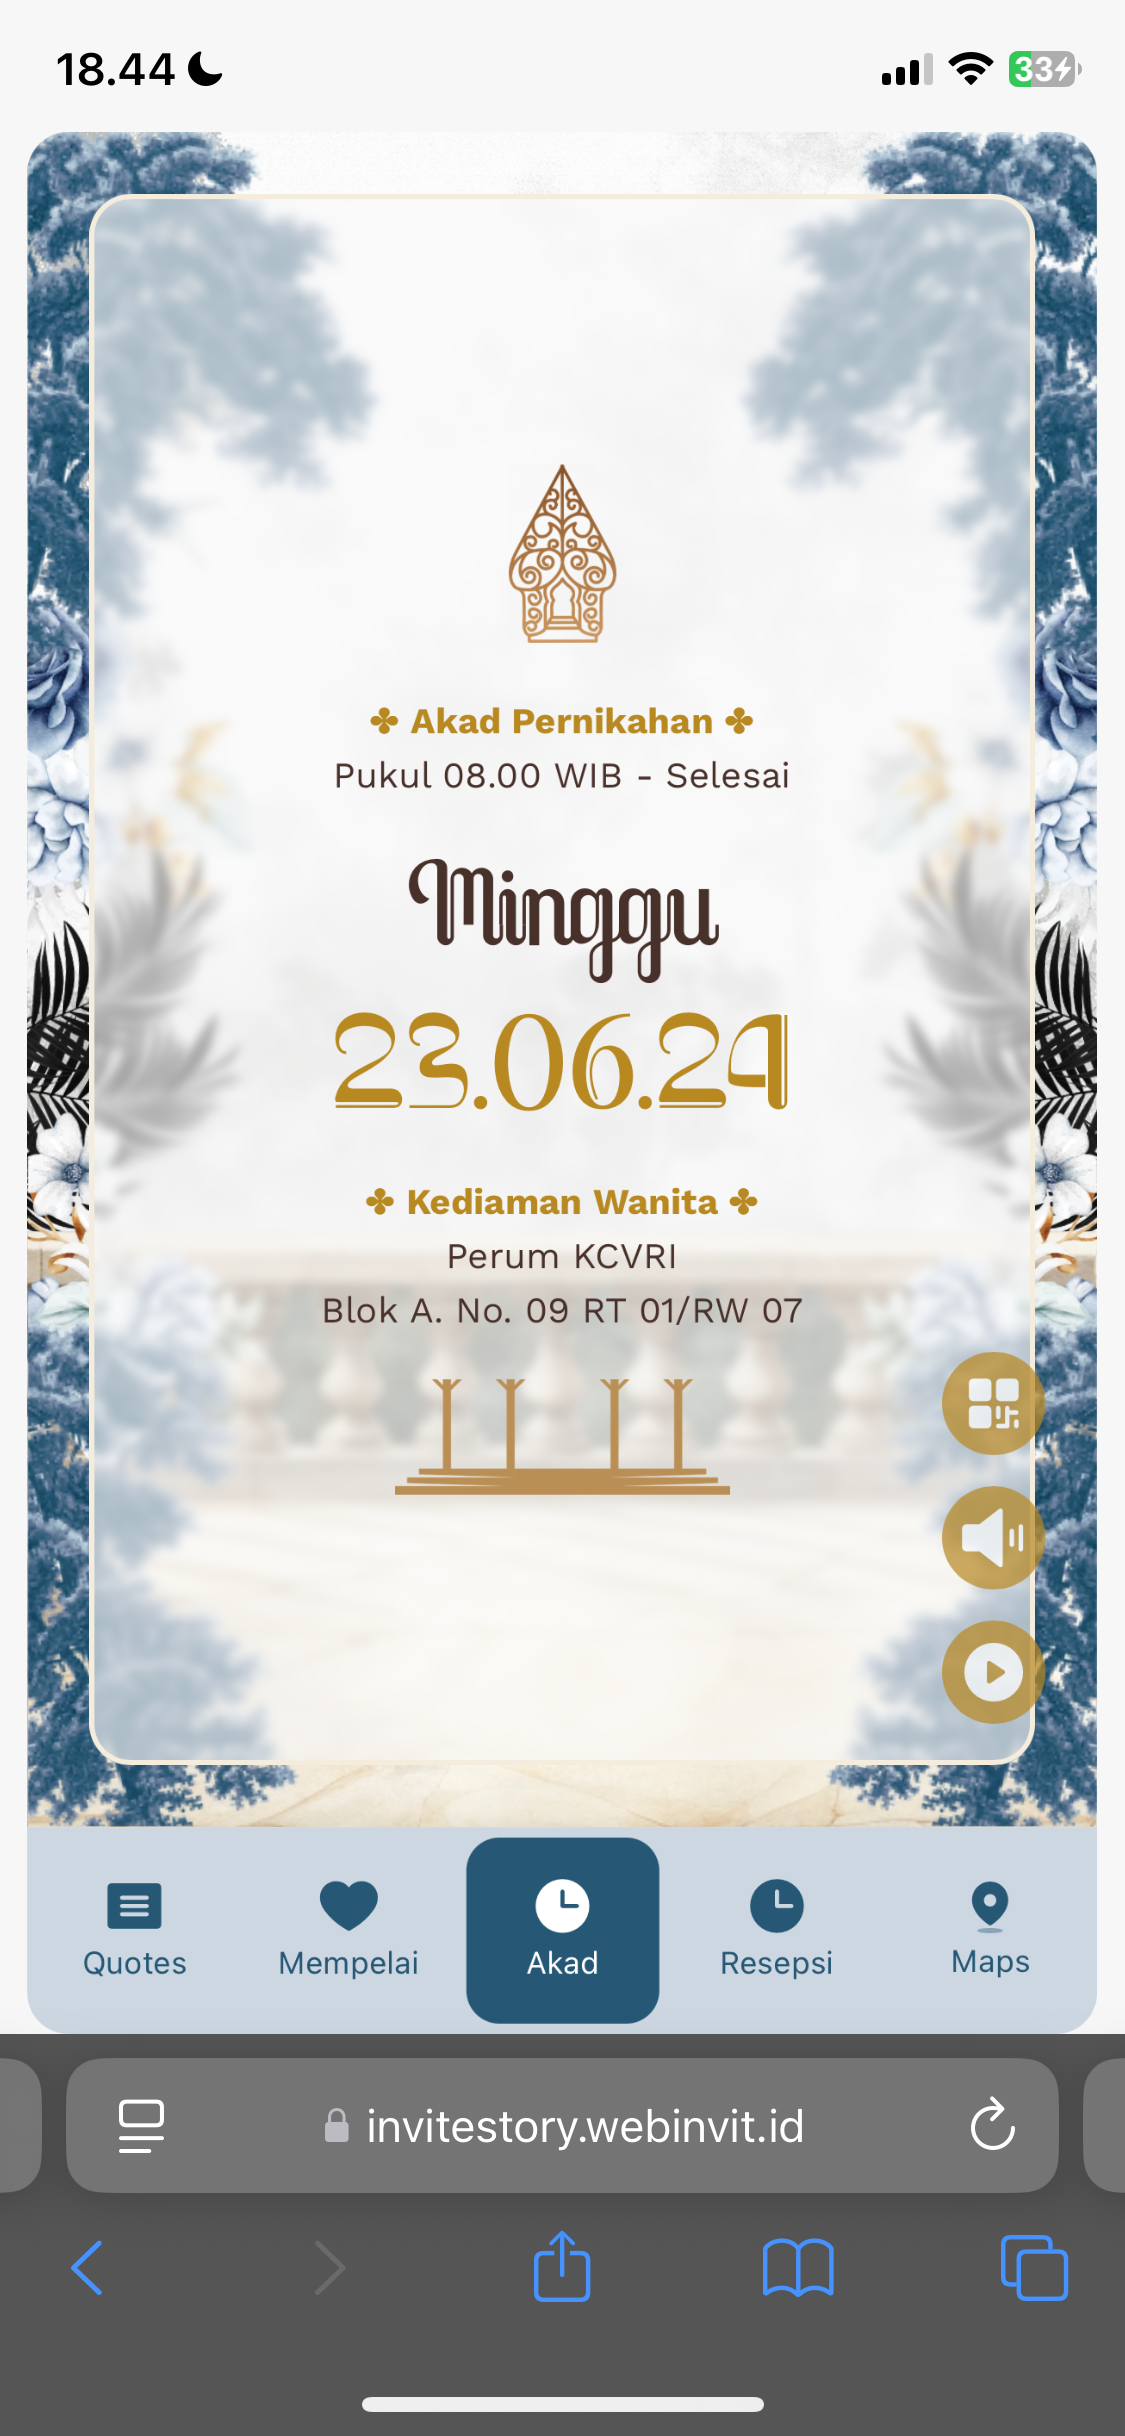 18.44
33
✤ Akad Pernikahan ✤
Pukul 08.00 WIB - Selesai
Minggu
23.06.24
✤ Kediaman Wanita ✤
Perum KCVRI
Blok A. No. 09 RT 01/RW 07
Quotes
Mempelai
Akad
Resepsi
Maps
invitestory.webinvit.id